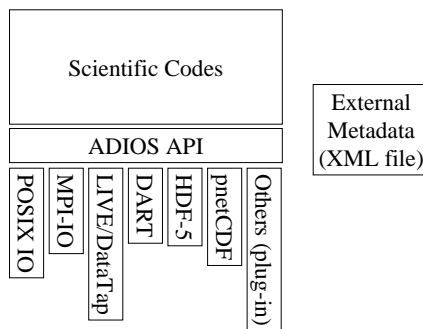 Scientific Codes
External
Metadata
(XML file)
ADIOS API
POSIX IO
MPI-IO
LIVE/DataTap
DART
HDF-5
pnetCDF
Others (plug-in)